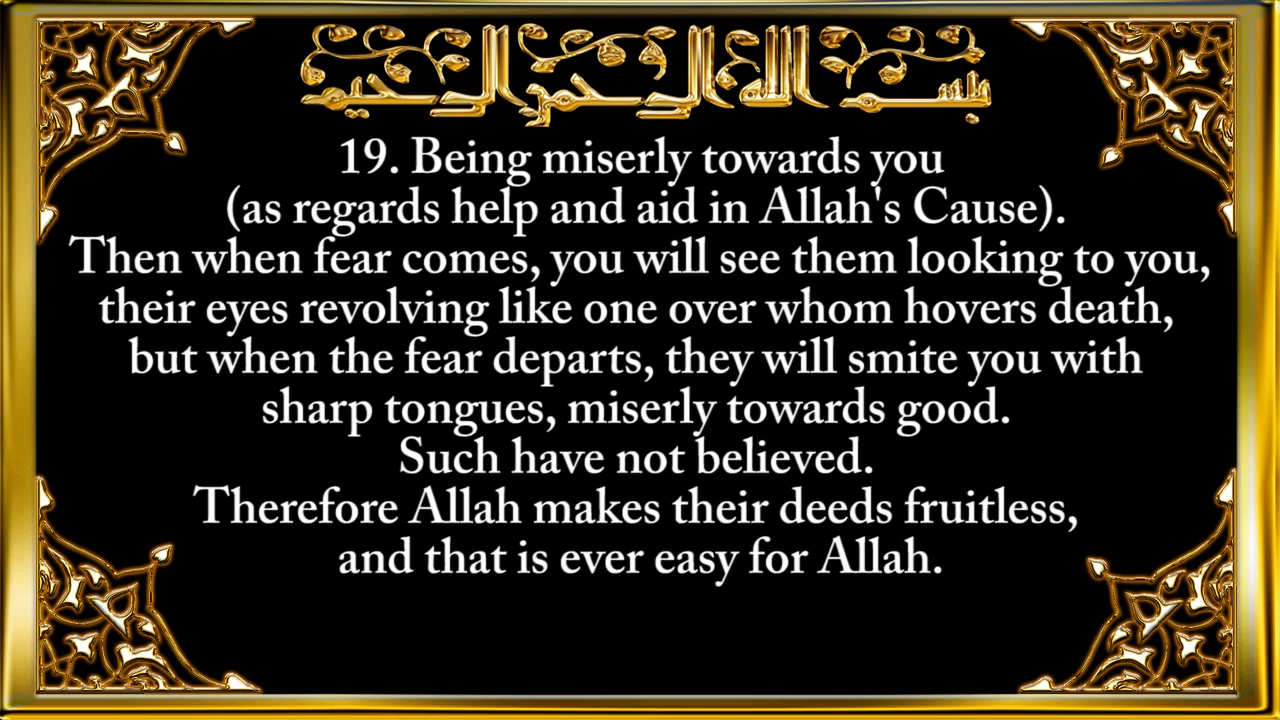 بسم الله الرحمن الرحيم
19. Being miserly towards you
(as regards help and aid in Allah's Cause).
Then when fear comes, you will see them looking to you,
their eyes revolving like one over whom hovers death,
but when the fear departs, they will smite you with
sharp tongues, miserly towards good.
Such have not believed.
Therefore Allah makes their deeds fruitless,
and that is ever easy for Allah.